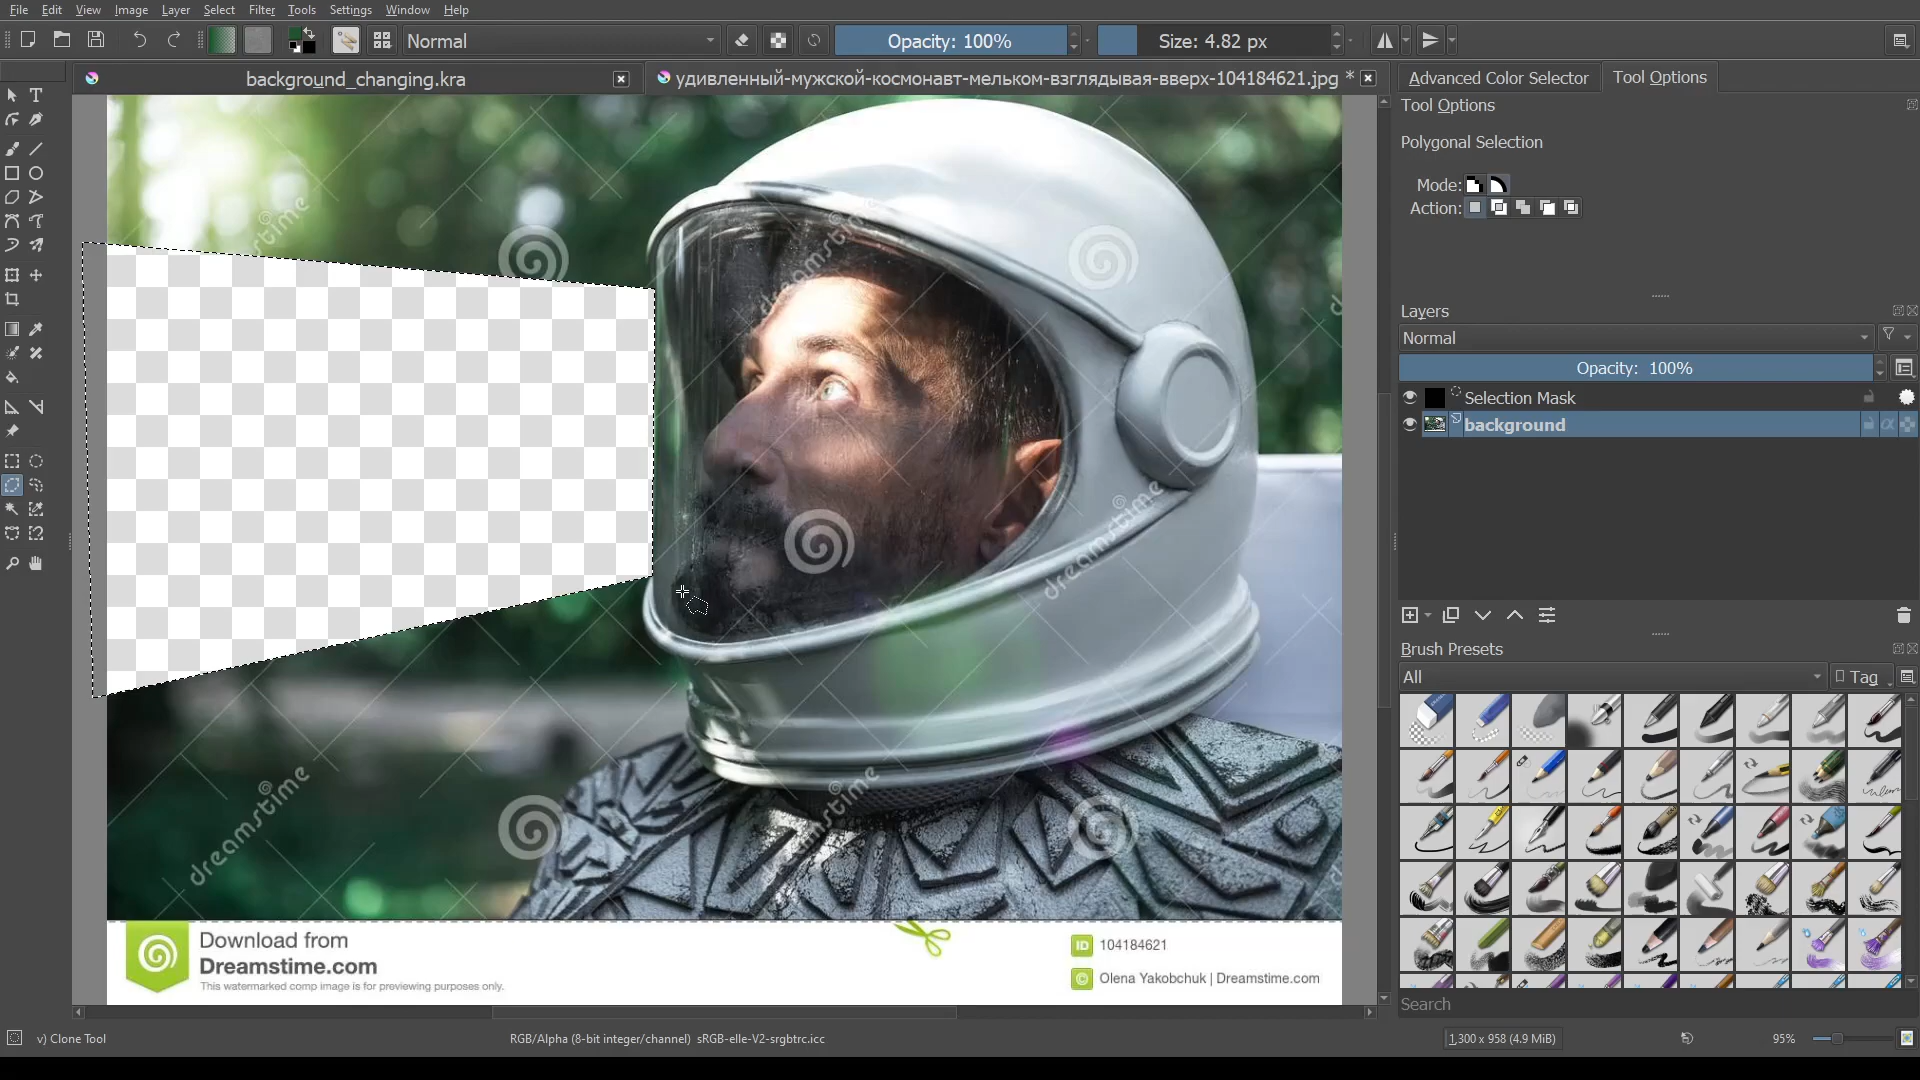 File Edit View Image Layer Select Filter Tools Settings Window Help
Normal
Opacity: 100%
Size: 4.82 px
background_changing.kra
удивленный-мужской-космонавт-мельком-взглядывая-вверх-104184621.jpg *
Advanced Color Selector
Tool Options
Tool Options
Polygonal Selection
Mode:
Action:
Layers
Normal
Opacity: 100%
Selection Mask
background
Brush Presets
All
Tag
Search
dreamstime
dreamstime
dreamstime
dreamstime
dreamstime
Download from
Dreamstime.com
This watermarked comp image is for previewing purposes only.
ID 104184621
© Olena Yakobchuk | Dreamstime.com
v) Clone Tool
RGB/Alpha (8-bit integer/channel) sRGB-elle-V2-srgbtrc.icc
1,300 x 958 (4.9 MiB)
95%